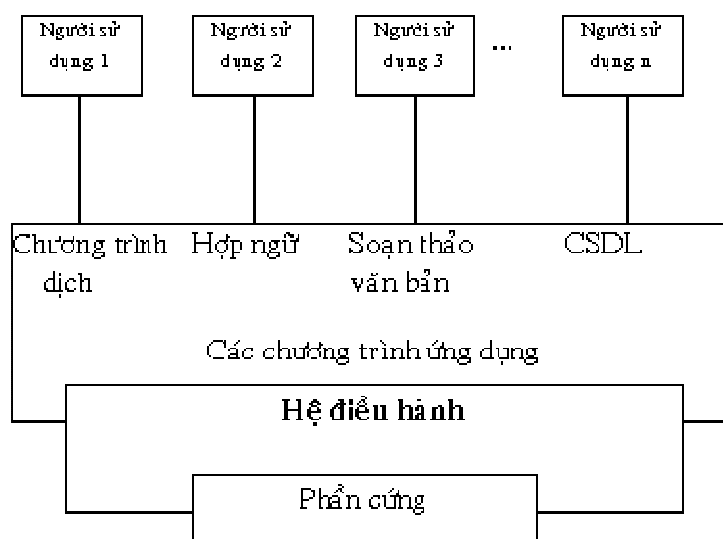 Người sử
dụng 1
Người sử
dụng 2
Người sử
dụng 3
...
Người sử
dụng n
Chương trình
dịch
Hợp ngữ
Soạn thảo
văn bản
CSDL
Các chương trình ứng dụng
Hệ điều hành
Phần cứng